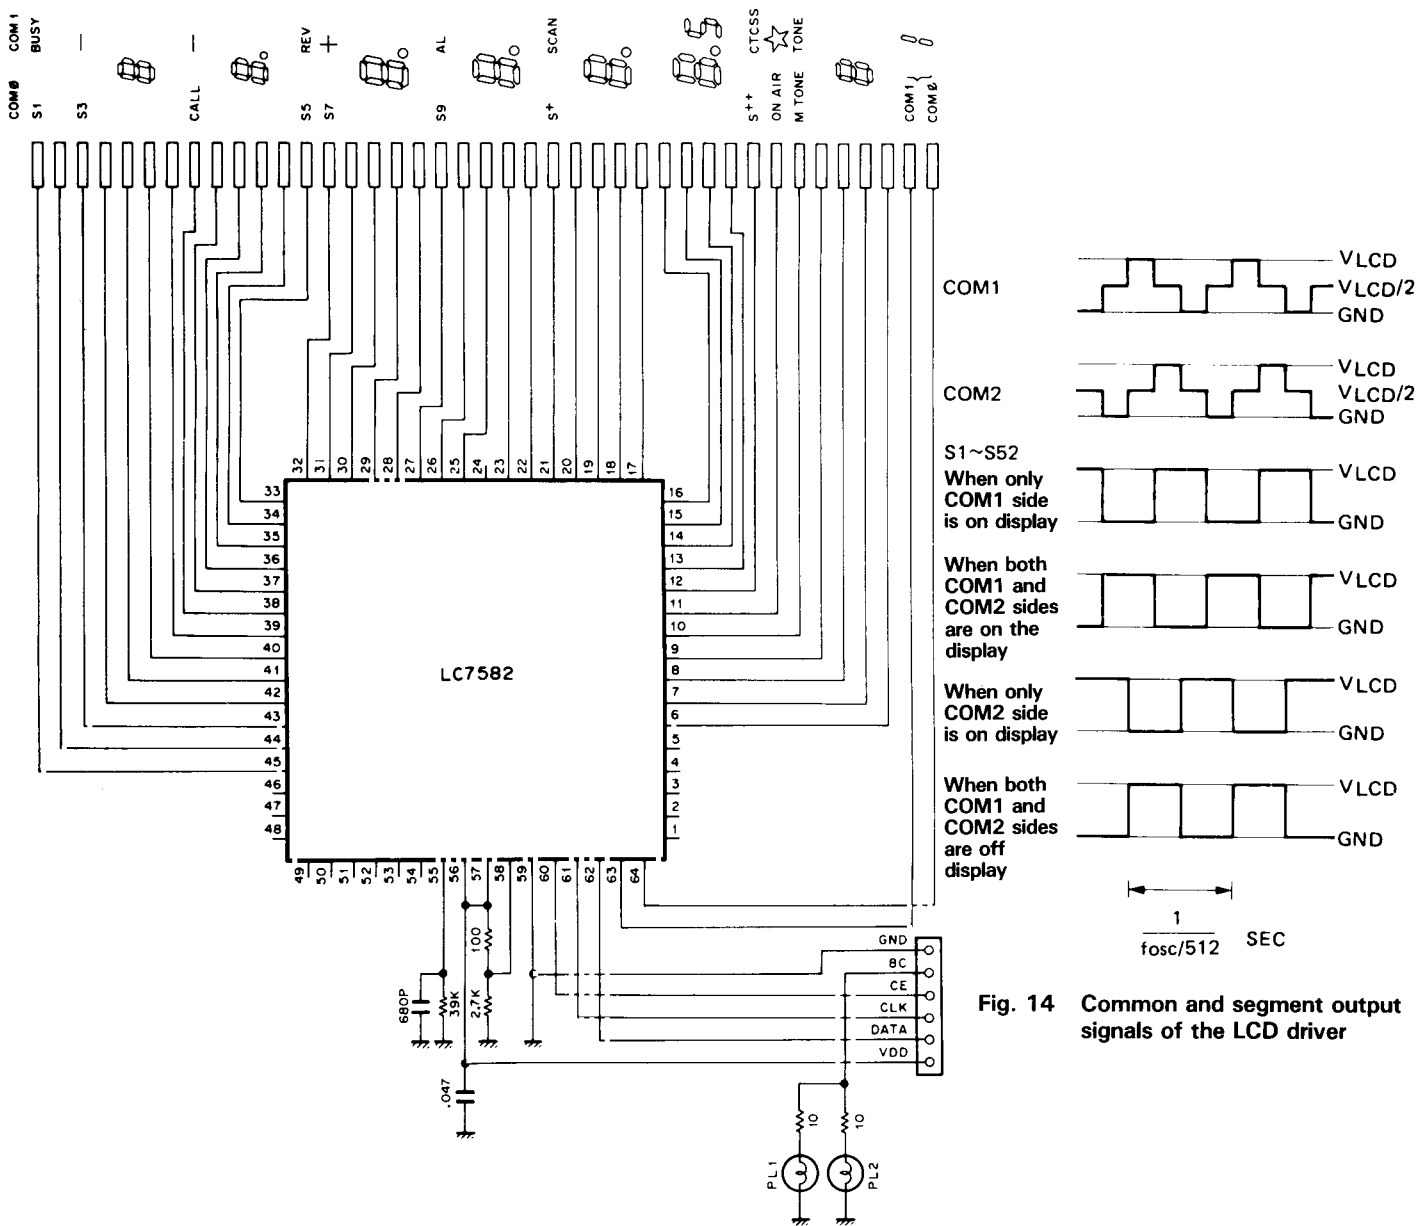 COMØ COM1
S1 BUSY
S3 —
CALL —
S5 REV
S7 +
S9 AL
S+ SCAN
S++ CTCSS
ON AIR ☆
M TONE TONE
COM1
COMØ
32 31 30 29 28 27 26 25 24 23 22 21 20 19 18 17
33 16
34 15
35 14
36 13
37 12
38 11
39 10
40 9
41 8
42 7
43 6
44 5
45 4
46 3
47 2
48 1
LC7582
49 50 51 52 53 54 55 56 57 58 59 60 61 62 63 64
680P
39K
100
2.7K
.047
GND
BC
CE
CLK
DATA
VDD
10
10
PL1
PL2
COM1
VLCD
VLCD/2
GND
COM2
VLCD
VLCD/2
GND
S1~S52
When only
COM1 side
is on display
VLCD
GND
When both
COM1 and
COM2 sides
are on the
display
VLCD
GND
When only
COM2 side
is on display
VLCD
GND
When both
COM1 and
COM2 sides
are off
display
VLCD
GND
1
fosc/512 SEC
Fig. 14 Common and segment output
signals of the LCD driver